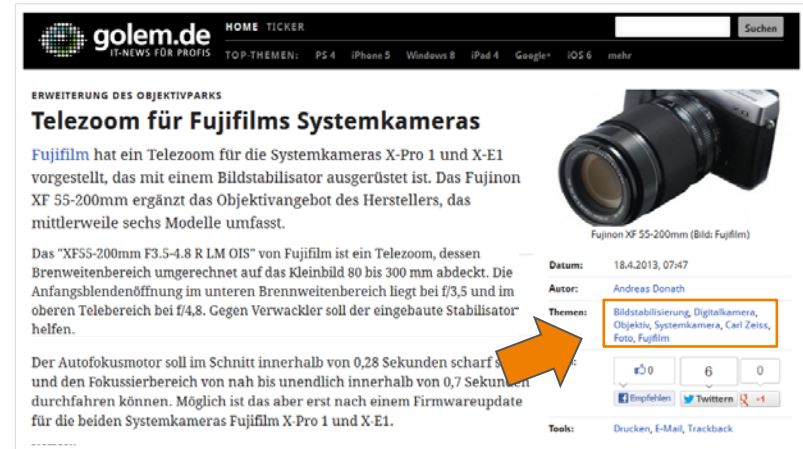 golem.de
IT-NEWS FÜR PROFIS
HOME TICKER
Suchen
TOP-THEMEN: PS 4 iPhone 5 Windows 8 iPad 4 Google+ iOS 6 mehr
ERWEITERUNG DES OBJEKTIVPARKS
Telezoom für Fujifilms Systemkameras
Fujifilm hat ein Telezoom für die Systemkameras X-Pro 1 und X-E1
vorgestellt, das mit einem Bildstabilisator ausgerüstet ist. Das Fujinon
XF 55-200mm ergänzt das Objektivangebot des Herstellers, das
mittlerweile sechs Modelle umfasst.
Das "XF55-200mm F3.5-4.8 R LM OIS" von Fujifilm ist ein Telezoom, dessen
Brennweitenbereich umgerechnet auf das Kleinbild 80 bis 300 mm abdeckt. Die
Anfangsblendenöffnung im unteren Brennweitenbereich liegt bei f/3,5 und im
oberen Telebereich bei f/4,8. Gegen Verwackler soll der eingebaute Stabilisator
helfen.
Der Autofokusmotor soll im Schnitt innerhalb von 0,28 Sekunden scharf
und den Fokussierbereich von nah bis unendlich innerhalb von 0,7 Sekunden
durchfahren können. Möglich ist das aber erst nach einem Firmwareupdate
für die beiden Systemkameras Fujifilm X-Pro 1 und X-E1.
Fujinon XF 55-200mm (Bild: Fujifilm)
Datum: 18.4.2013, 07:47
Autor: Andreas Donath
Themen: Bildstabilisierung, Digitalkamera,
Objektiv, Systemkamera, Carl Zeiss,
Foto, Fujifilm
0 6 0
Empfehlen Twittern +1
Tools: Drucken, E-Mail, Trackback